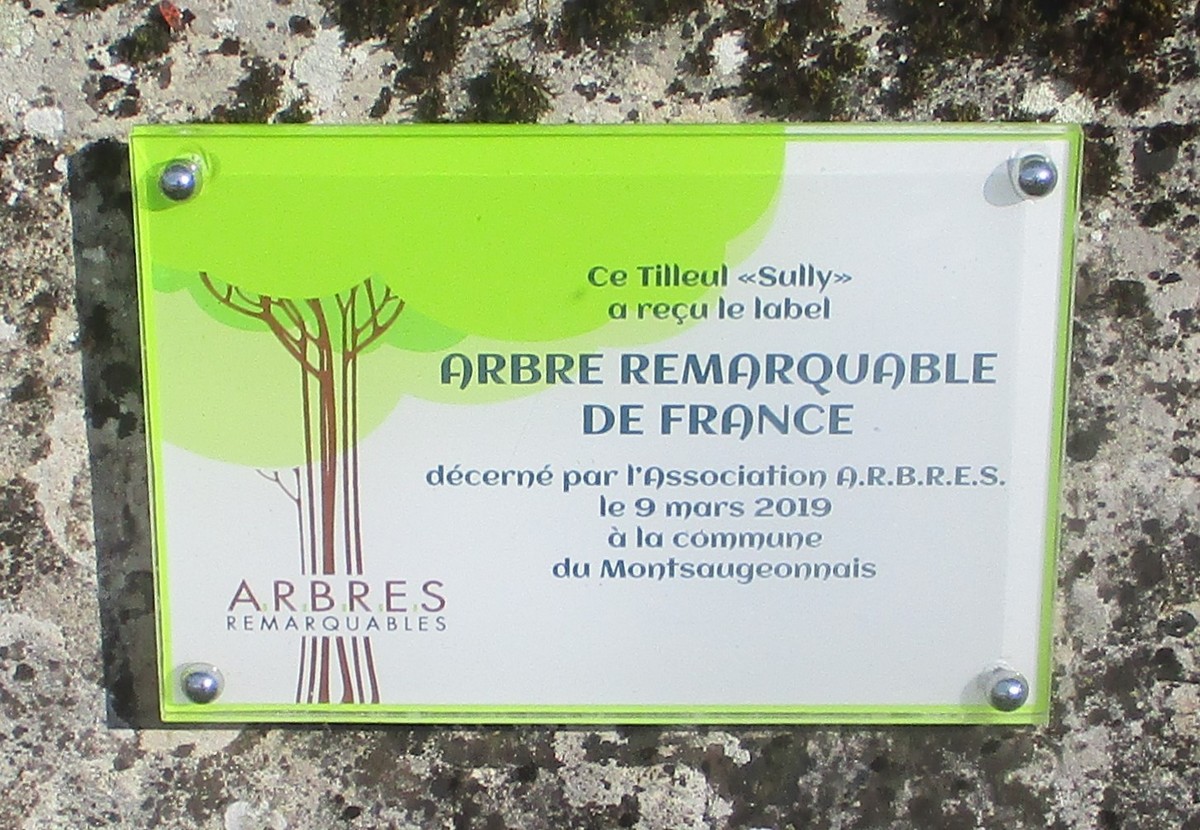 Ce Tilleul «Sully»
a reçu le label
ARBRE REMARQUABLE
DE FRANCE
décerné par l'Association A.R.B.R.E.S.
le 9 mars 2019
à la commune
du Montsaugeonnais
A.R.B.R.E.S
REMARQUABLES